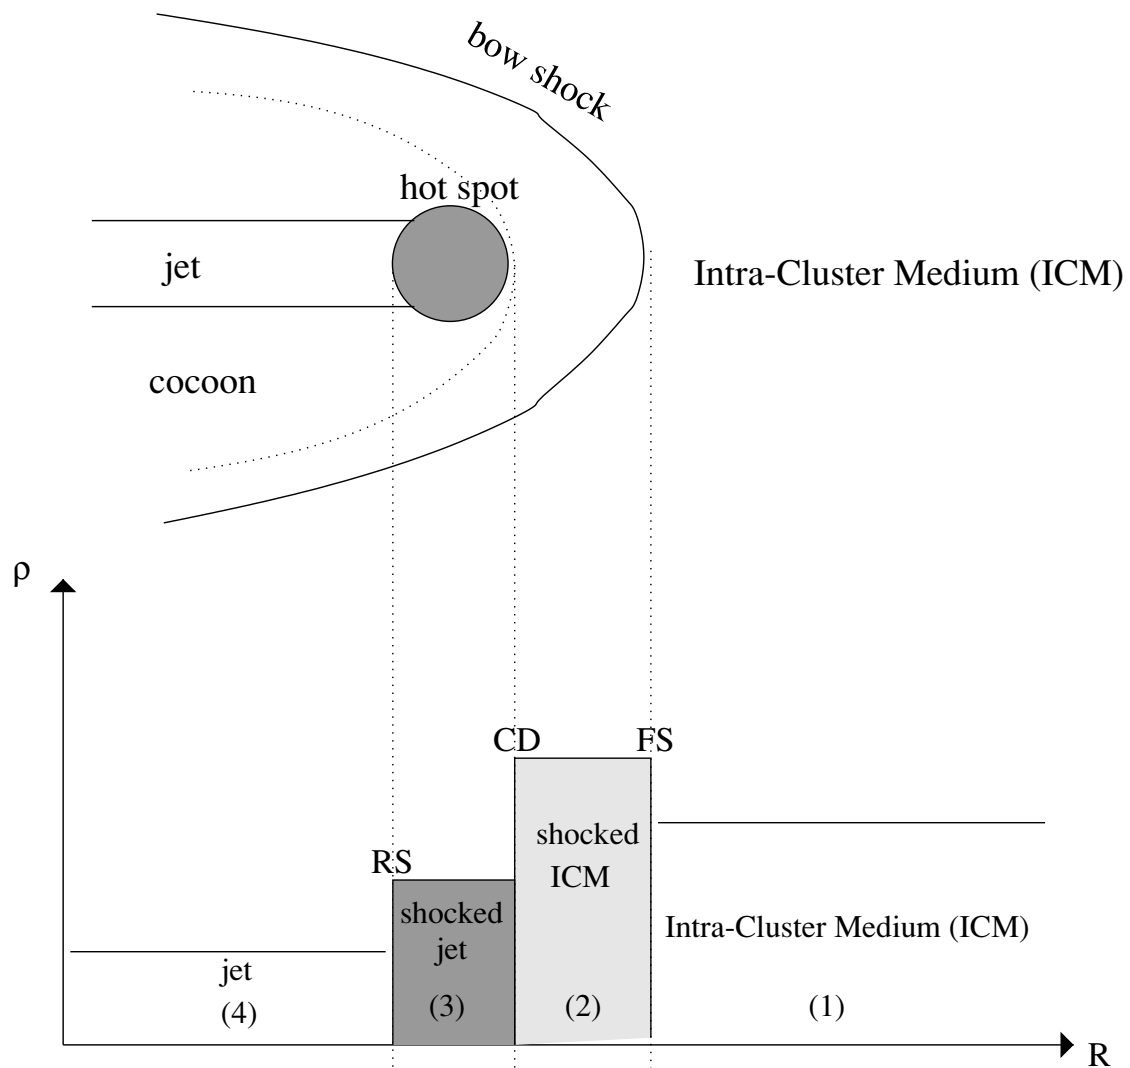 bow shock
hot spot
jet
Intra-Cluster Medium (ICM)
cocoon
ρ
CD
FS
shocked
ICM
RS
shocked
jet
Intra-Cluster Medium (ICM)
jet
(4)
(3)
(2)
(1)
R